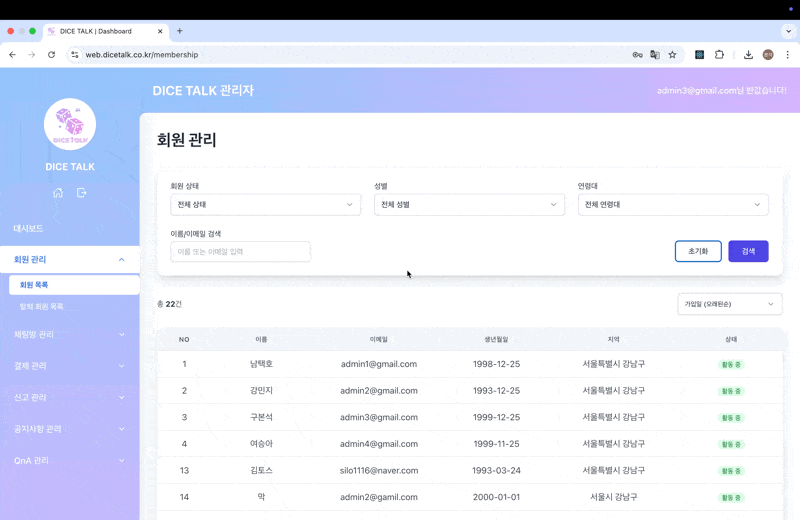 DICE TALK | Dashboard
web.dicetalk.co.kr/membership
DICE TALK 관리자
admin3@gmail.com님 반갑습니다!
DICE TALK
DICE TALK
대시보드
회원 관리
회원 목록
탈퇴 회원 목록
채팅방 관리
결제 관리
신고 관리
공지사항 관리
QnA 관리
회원 관리
회원 상태
성별
연령대
전체 상태
전체 성별
전체 연령대
이름/이메일 검색
이름 또는 이메일 입력
초기화
검색
총 22건
가입일 (오래된순)
NO 이름 이메일 생년월일 지역 상태
1 남택호 admin1@gmail.com 1998-12-25 서울특별시 강남구 활동 중
2 강민지 admin2@gmail.com 1993-12-25 서울특별시 강남구 활동 중
3 구본석 admin3@gmail.com 1999-12-25 서울특별시 강남구 활동 중
4 여승아 admin4@gmail.com 1999-11-25 서울특별시 강남구 활동 중
13 김토스 silo1116@naver.com 1993-03-24 서울특별시 강남구 활동 중
14 막 admin2@gamil.com 2000-01-01 서울시 강남구 활동 중